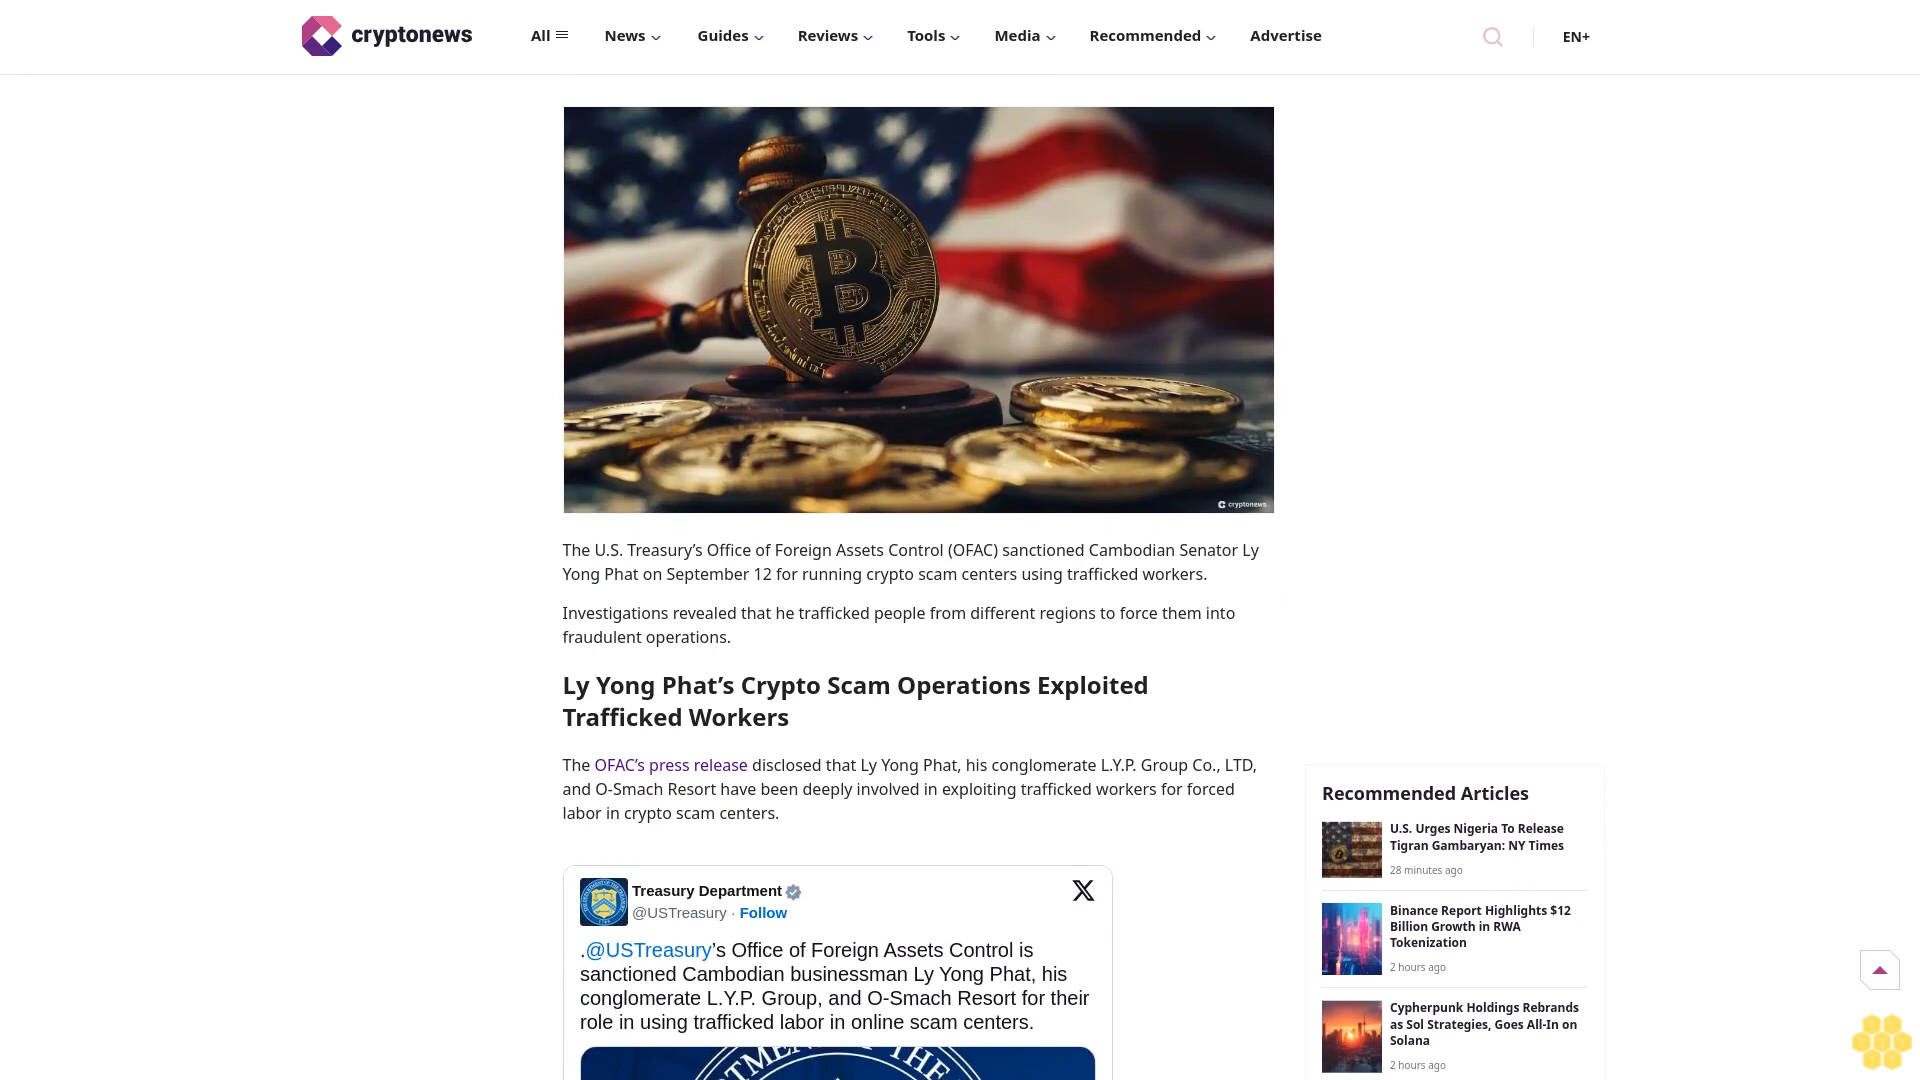 cryptonews
All
News
Guides
Reviews
Tools
Media
Recommended
Advertise
EN+
cryptonews
The U.S. Treasury’s Office of Foreign Assets Control (OFAC) sanctioned Cambodian Senator Ly
Yong Phat on September 12 for running crypto scam centers using trafficked workers.
Investigations revealed that he trafficked people from different regions to force them into
fraudulent operations.
Ly Yong Phat’s Crypto Scam Operations Exploited
Trafficked Workers
The OFAC’s press release disclosed that Ly Yong Phat, his conglomerate L.Y.P. Group Co., LTD,
and O-Smach Resort have been deeply involved in exploiting trafficked workers for forced
labor in crypto scam centers.
Treasury Department
@USTreasury · Follow
.@USTreasury’s Office of Foreign Assets Control is
sanctioned Cambodian businessman Ly Yong Phat, his
conglomerate L.Y.P. Group, and O-Smach Resort for their
role in using trafficked labor in online scam centers.
Recommended Articles
U.S. Urges Nigeria To Release
Tigran Gambaryan: NY Times
28 minutes ago
Binance Report Highlights $12
Billion Growth in RWA
Tokenization
2 hours ago
Cypherpunk Holdings Rebrands
as Sol Strategies, Goes All-In on
Solana
2 hours ago